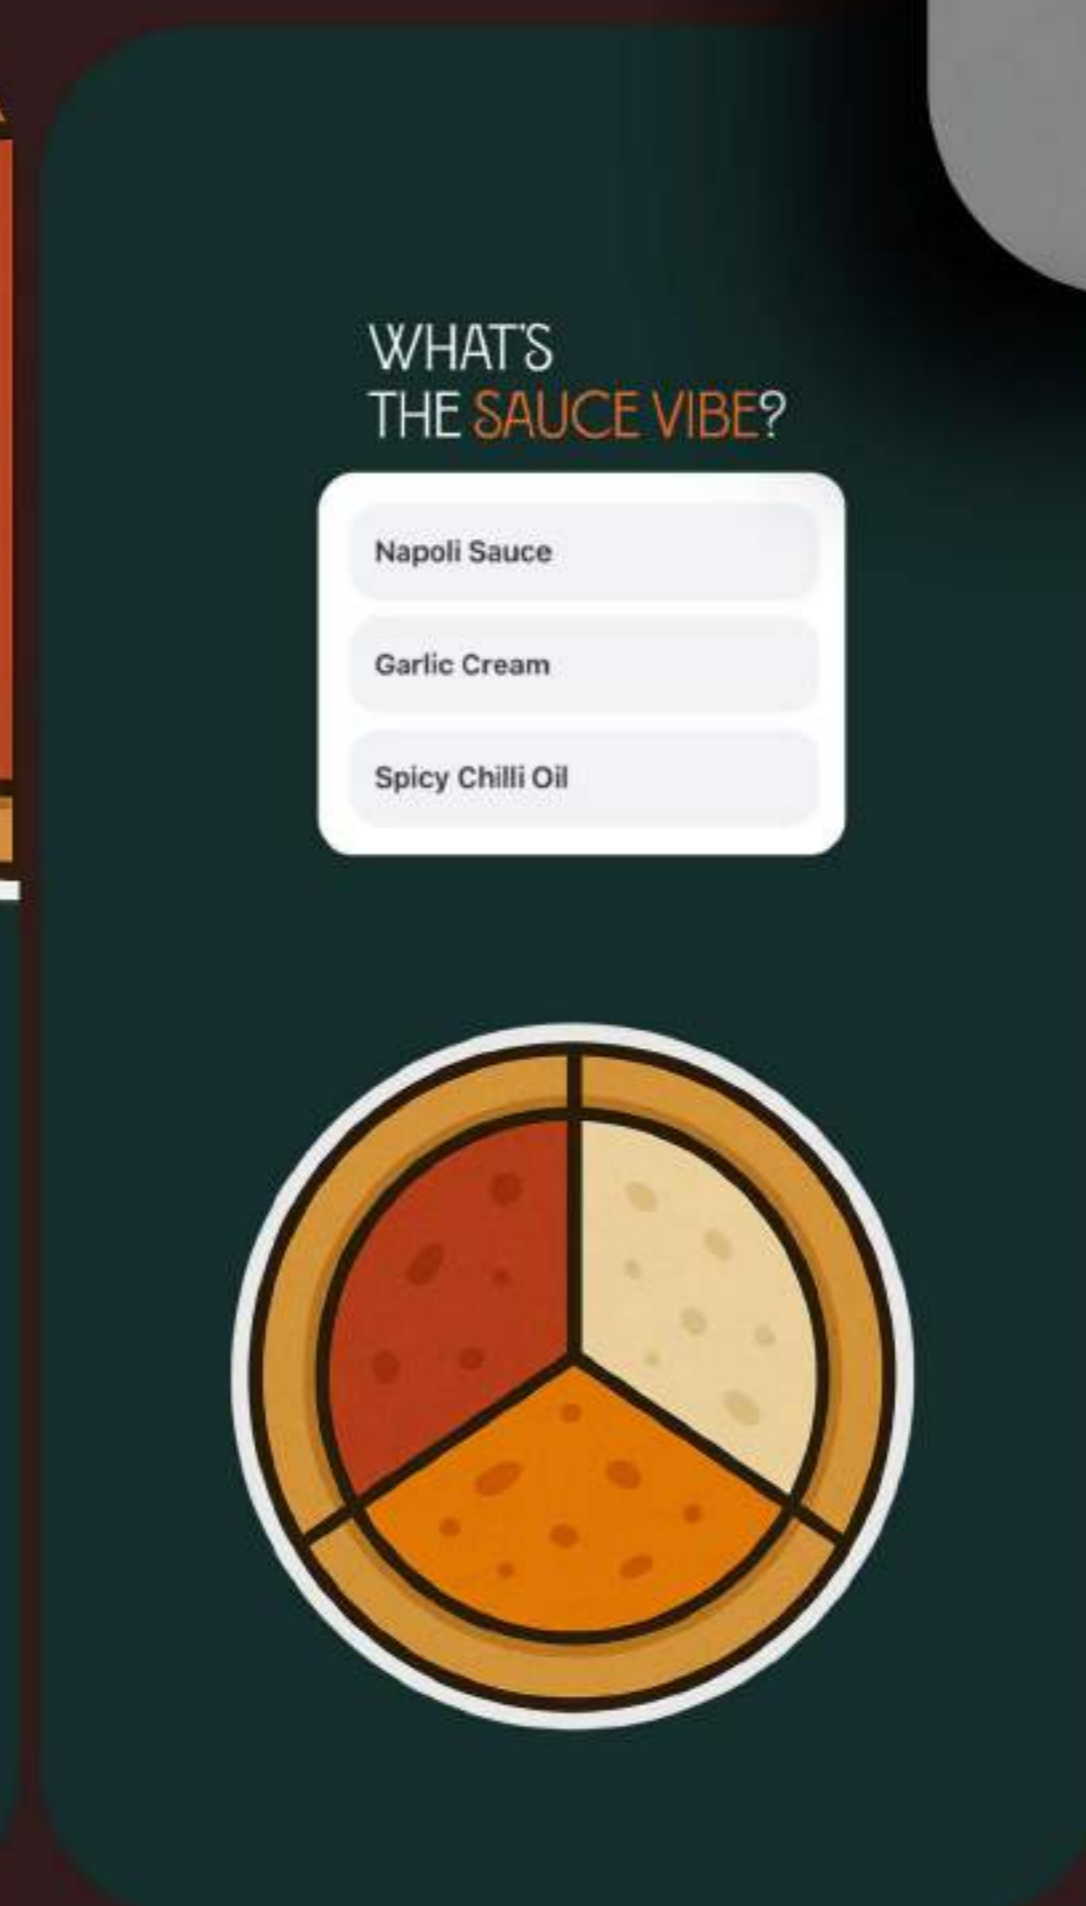 WHAT'S
THE SAUCE VIBE?
Napoli Sauce
Garlic Cream
Spicy Chilli Oil